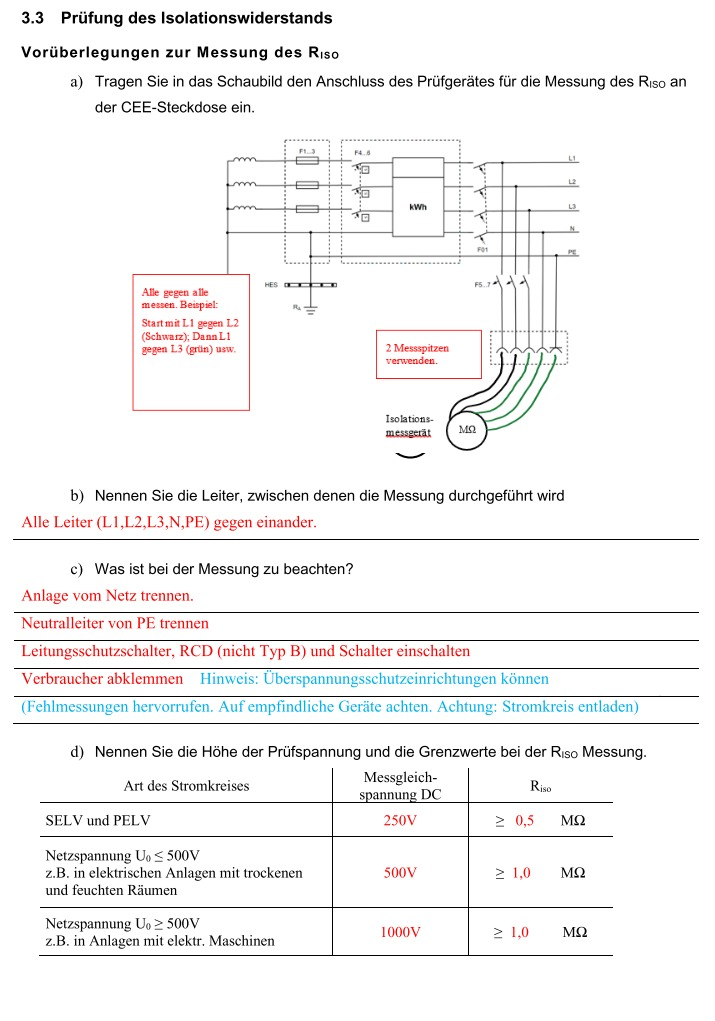 3.3 Prüfung des Isolationswiderstands
Vorüberlegungen zur Messung des RISO
a) Tragen Sie in das Schaubild den Anschluss des Prüfgerätes für die Messung des RISO an
der CEE-Steckdose ein.
F1...3
F4...6
L1
L2
kWh
L3
N
F01
PE
HES
F5...7
RA
Alle gegen alle
messen. Beispiel:
Start mit L1 gegen L2
(Schwarz); Dann L1
gegen L3 (grün) usw.
2 Messspitzen
verwenden.
Isolations-
messgerät
MΩ
b) Nennen Sie die Leiter, zwischen denen die Messung durchgeführt wird
Alle Leiter (L1,L2,L3,N,PE) gegen einander.
c) Was ist bei der Messung zu beachten?
Anlage vom Netz trennen.
Neutralleiter von PE trennen
Leitungsschutzschalter, RCD (nicht Typ B) und Schalter einschalten
Verbraucher abklemmen Hinweis: Überspannungsschutzeinrichtungen können
(Fehlmessungen hervorrufen. Auf empfindliche Geräte achten. Achtung: Stromkreis entladen)
d) Nennen Sie die Höhe der Prüfspannung und die Grenzwerte bei der RISO Messung.
Art des Stromkreises
Messgleich-
spannung DC
Riso
SELV und PELV 250V ≥ 0,5 MΩ
Netzspannung U0 ≤ 500V
z.B. in elektrischen Anlagen mit trockenen
und feuchten Räumen
500V ≥ 1,0 MΩ
Netzspannung U0 ≥ 500V
z.B. in Anlagen mit elektr. Maschinen
1000V ≥ 1,0 MΩ